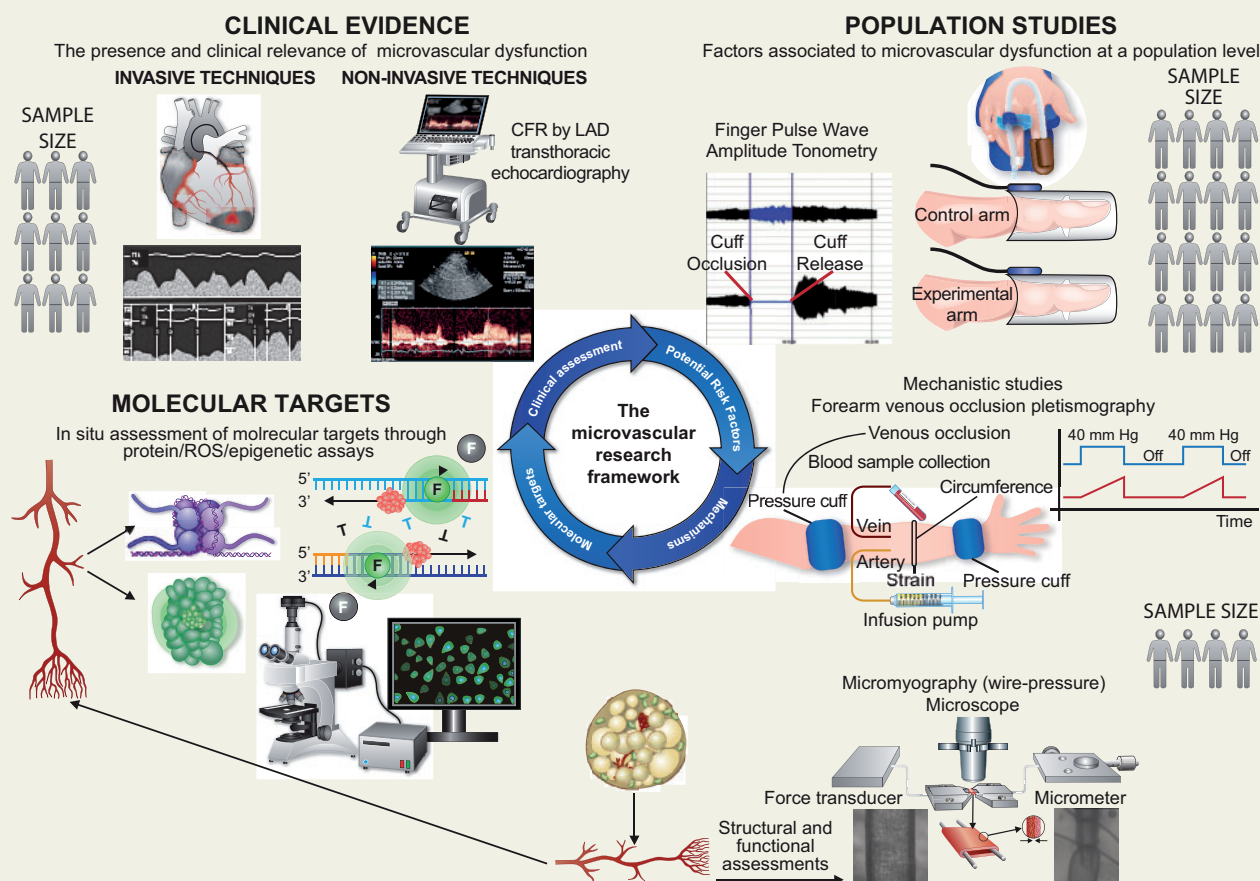 CLINICAL EVIDENCE
The presence and clinical relevance of microvascular dysfunction
INVASIVE TECHNIQUES
NON-INVASIVE TECHNIQUES
SAMPLE
SIZE
CFR by LAD
transthoracic
echocardiography
POPULATION STUDIES
Factors associated to microvascular dysfunction at a population level
Finger Pulse Wave
Amplitude Tonometry
Cuff
Occlusion
Cuff
Release
Control arm
Experimental
arm
SAMPLE
SIZE
Clinical assessment
Potential Risk Factors
Mechanisms
Molecular targets
The
microvascular
research
framework
MOLECULAR TARGETS
In situ assessment of molrecular targets through
protein/ROS/epigenetic assays
F
5’
3’
F
5’
3’
F
F
Mechanistic studies
Forearm venous occlusion pletismography
Venous occlusion
Blood sample collection
Circumference
Pressure cuff
Vein
Artery
Strain
Pressure cuff
Infusion pump
40 mm Hg
40 mm Hg
Off
Off
Time
SAMPLE SIZE
Micromyography (wire-pressure)
Microscope
Force transducer
Micrometer
Structural and
functional
assessments